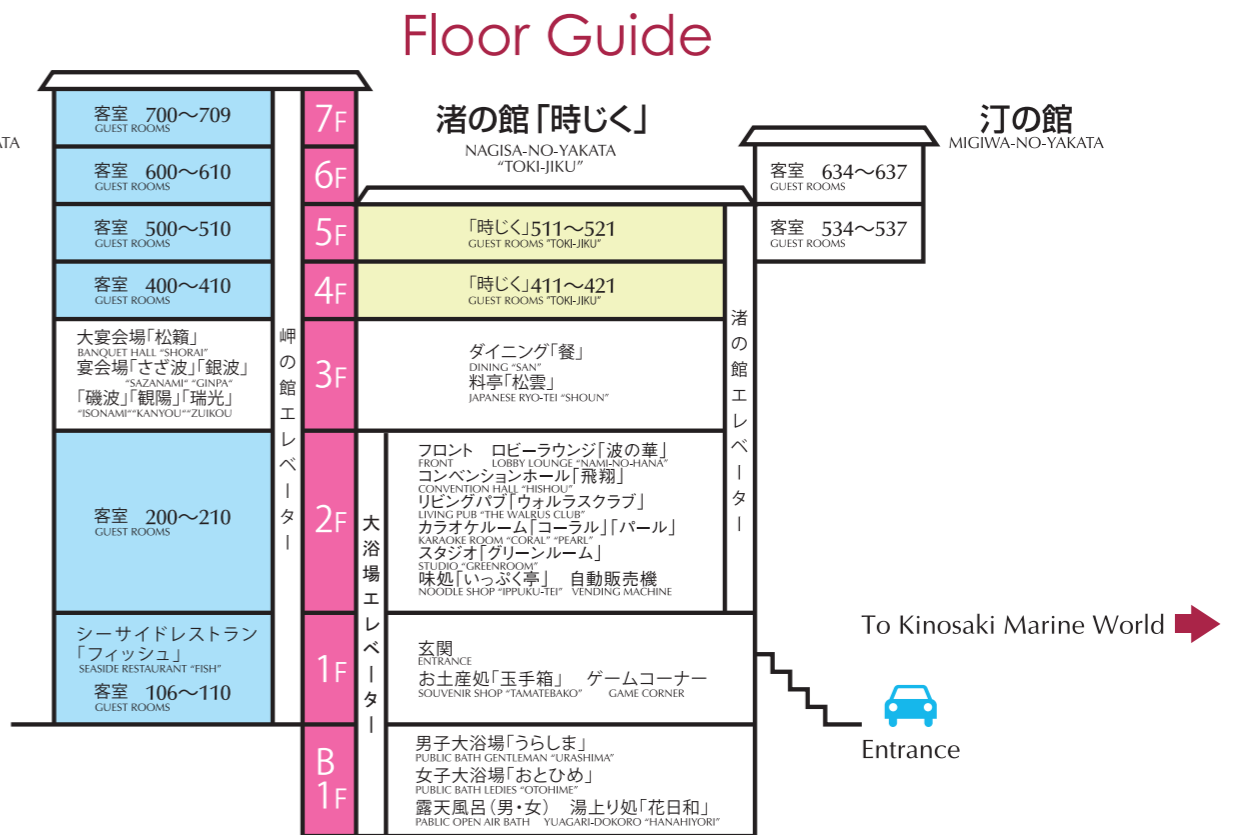 Floor Guide
ATA
客室 700〜709
GUEST ROOMS
客室 600〜610
GUEST ROOMS
客室 500〜510
GUEST ROOMS
客室 400〜410
GUEST ROOMS
大宴会場「松籟」
BANQUET HALL "SHORAI"
宴会場「さざ波」「銀波」
"SAZANAMI" "GINPA"
「磯波」「観陽」「瑞光」
"ISONAMI""KANYOU""ZUIKOU
客室 200〜210
GUEST ROOMS
シーサイドレストラン
「フィッシュ」
SEASIDE RESTAURANT "FISH"
客室 106〜110
GUEST ROOMS
岬の館エレベーター
7F
6F
5F
4F
3F
2F
1F
B
1F
大浴場エレベーター
渚の館「時じく」
NAGISA-NO-YAKATA
"TOKI-JIKU"
「時じく」511〜521
GUEST ROOMS "TOKI-JIKU"
「時じく」411〜421
GUEST ROOMS "TOKI-JIKU"
ダイニング「餐」
DINING "SAN"
料亭「松雲」
JAPANESE RYO-TEI "SHOUN"
フロント ロビーラウンジ「波の華」
FRONT LOBBY LOUNGE "NAMI-NO-HANA"
コンベンションホール「飛翔」
CONVENTION HALL "HISHOU"
リビングパブ「ウォルラスクラブ」
LIVING PUB "THE WALRUS CLUB"
カラオケルーム「コーラル」「パール」
KARAOKE ROOM "CORAL" "PEARL"
スタジオ「グリーンルーム」
STUDIO "GREENROOM"
味処「いっぷく亭」 自動販売機
NOODLE SHOP "IPPUKU-TEI" VENDING MACHINE
玄関
ENTRANCE
お土産処「玉手箱」 ゲームコーナー
SOUVENIR SHOP "TAMATEBAKO" GAME CORNER
男子大浴場「うらしま」
PUBLIC BATH GENTLEMAN "URASHIMA"
女子大浴場「おとひめ」
PUBLIC BATH LEDIES "OTOHIME"
露天風呂(男・女) 湯上り処「花日和」
PABLIC OPEN AIR BATH YUAGARI-DOKORO "HANAHIYORI"
渚の館エレベーター
汀の館
MIGIWA-NO-YAKATA
客室 634〜637
GUEST ROOMS
客室 534〜537
GUEST ROOMS
To Kinosaki Marine World
Entrance